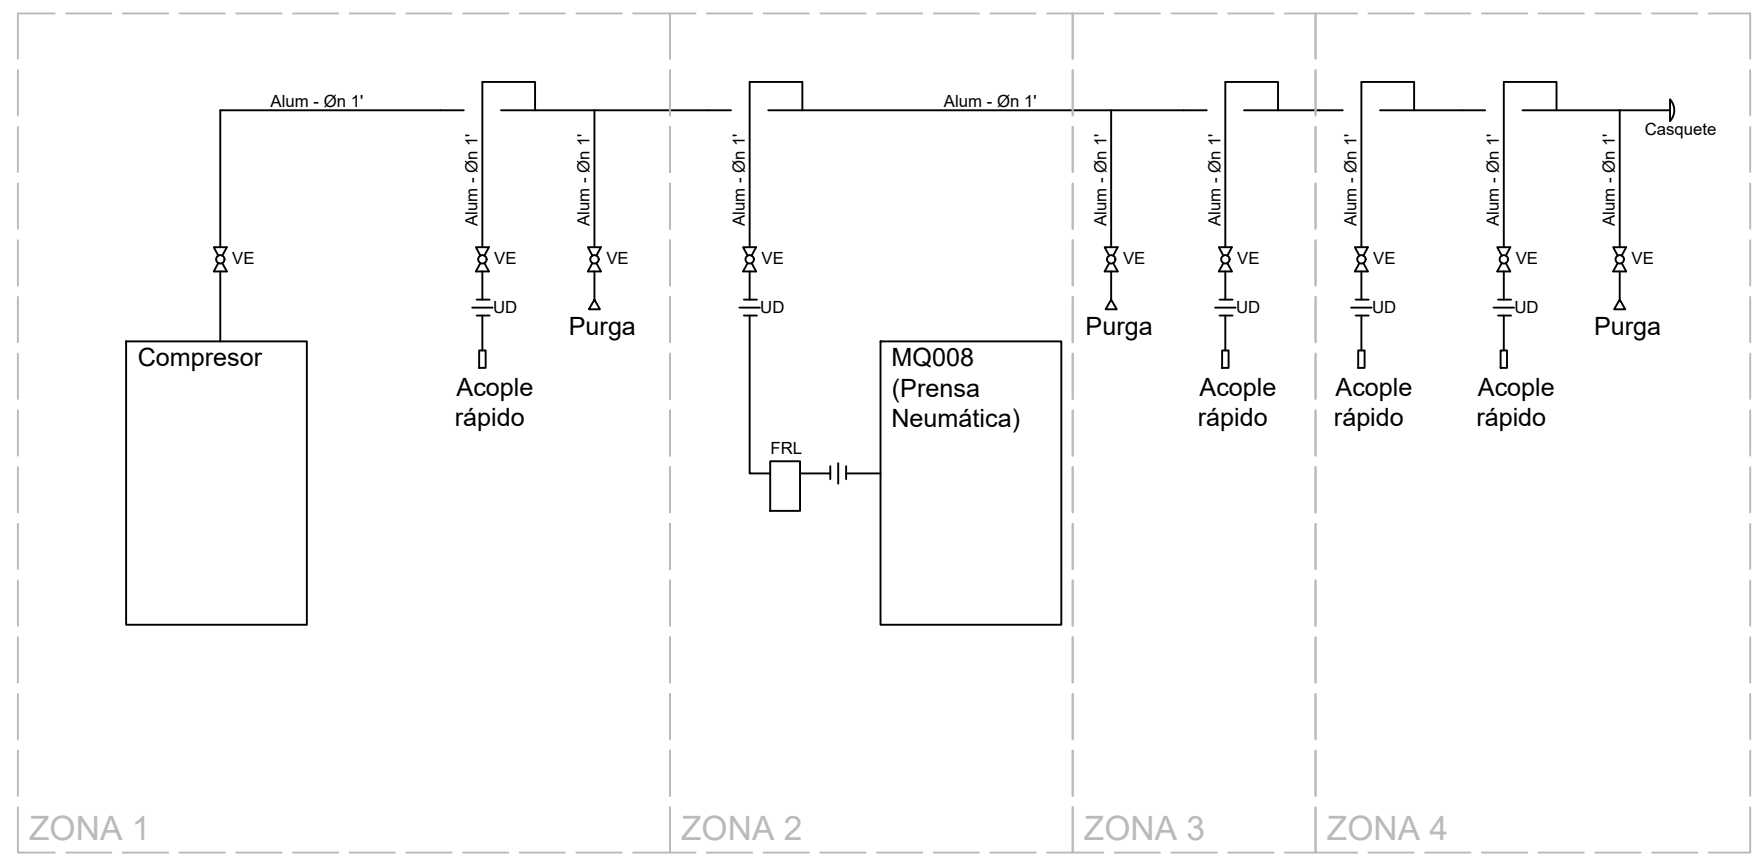 Alum - Øn 1'
Alum - Øn 1'
Casquete
Alum - Øn 1'
Alum - Øn 1'
Alum - Øn 1'
Alum - Øn 1'
Alum - Øn 1'
Alum - Øn 1'
Alum - Øn 1'
Alum - Øn 1'
VE
VE
VE
VE
VE
VE
VE
VE
VE
UD
UD
UD
UD
UD
Purga
Purga
Purga
Compresor
MQ008
(Prensa
Neumática)
Acople
rápido
Acople
rápido
Acople
rápido
Acople
rápido
FRL
ZONA 1
ZONA 2
ZONA 3
ZONA 4